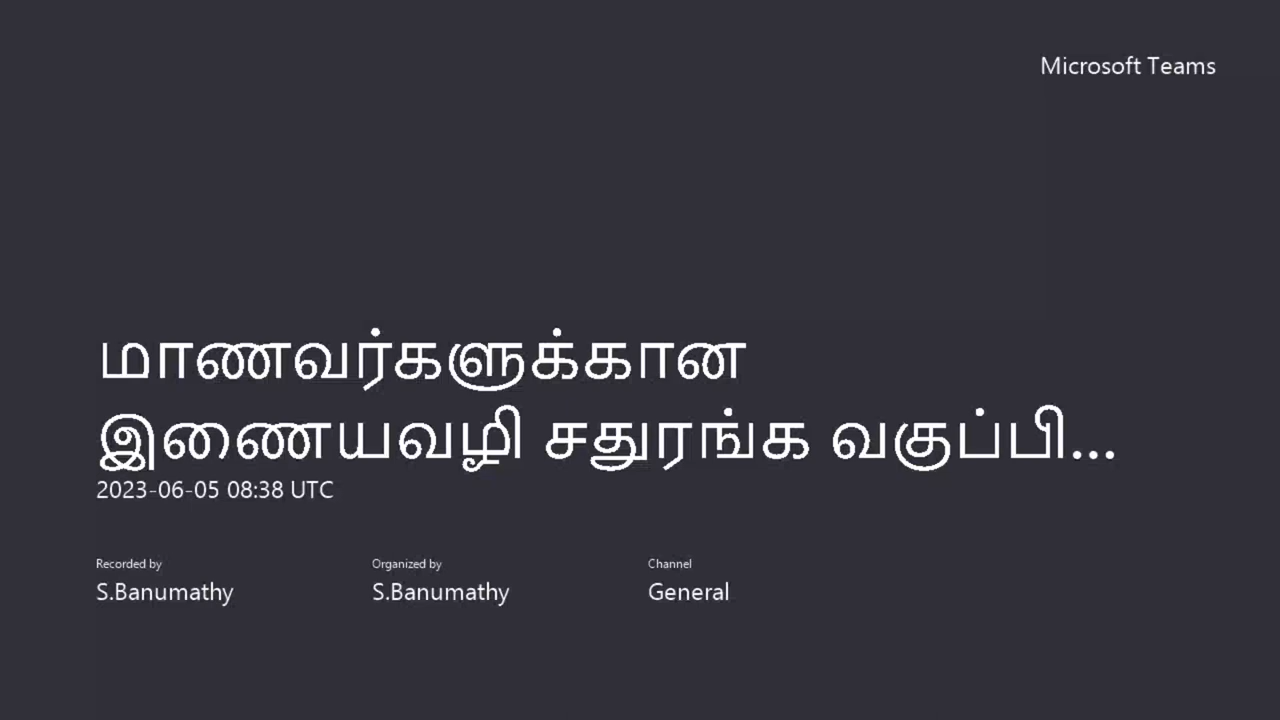 Microsoft Teams
மாணவர்களுக்கான
இணையவழி சதுரங்க வகுப்பி...
2023-06-05 08:38 UTC
Recorded by
S.Banumathy
Organized by
S.Banumathy
Channel
General